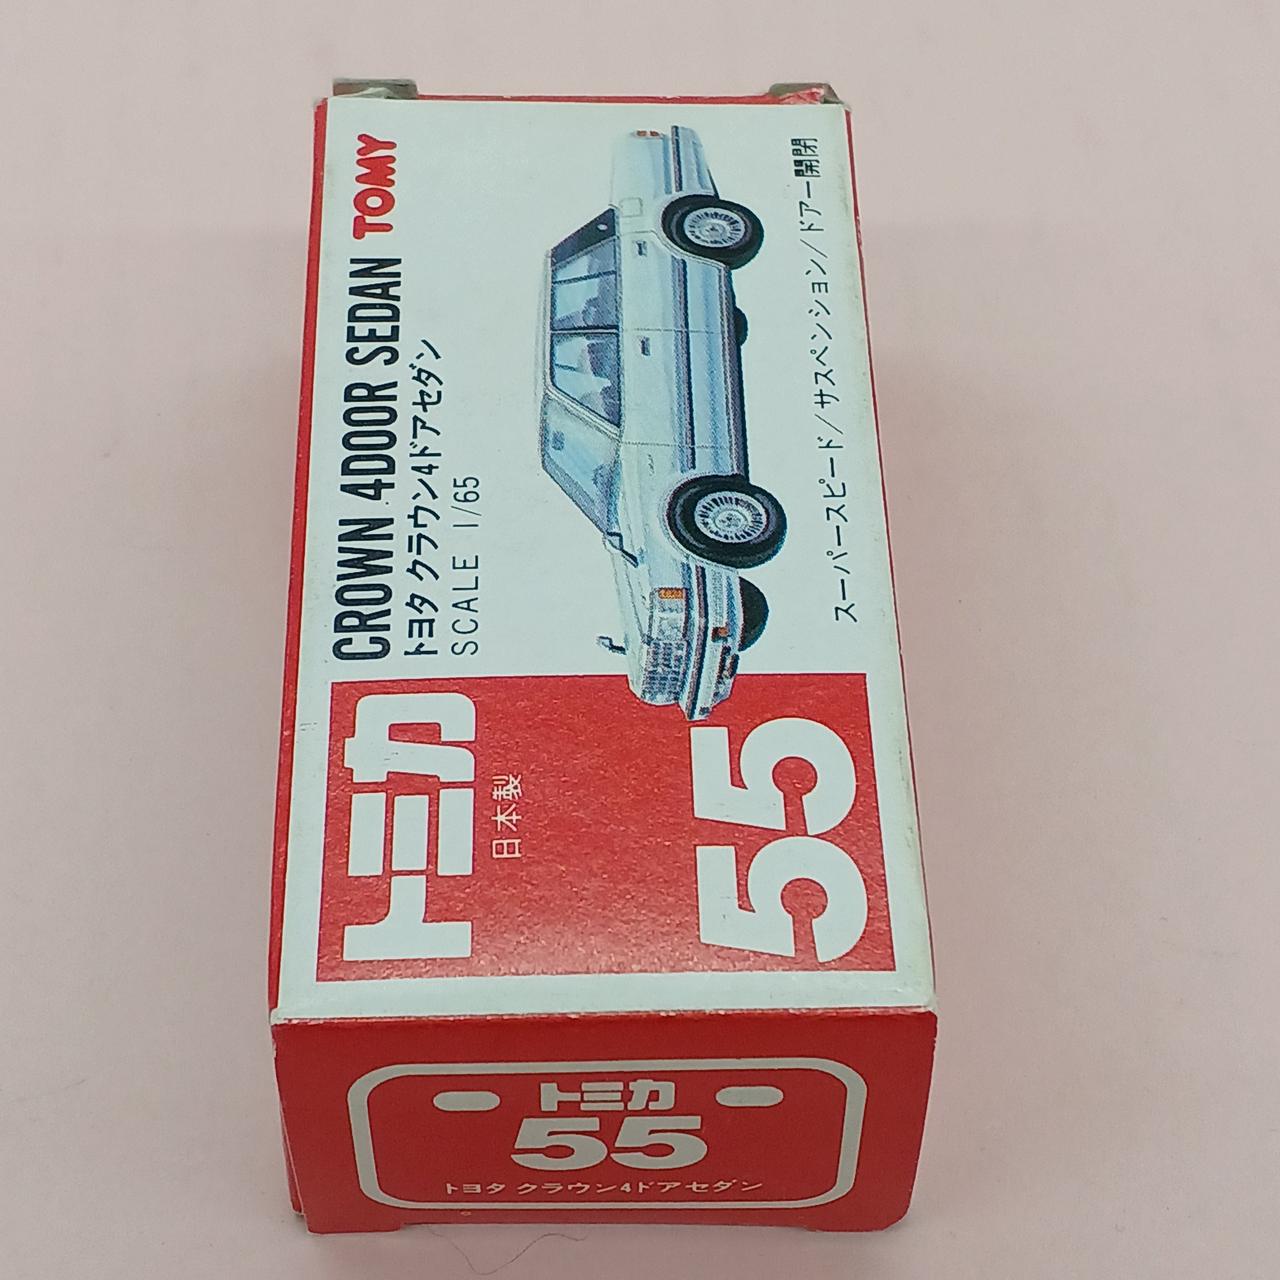 CROWN 4DOOR SEDAN TOMY
トヨタ クラウン4ドアセダン
SCALE 1/65
スーパースピード/サスペンション/ドアー開閉
トミカ
日本製
55
トミカ
55
トヨタ クラウン4ドアセダン